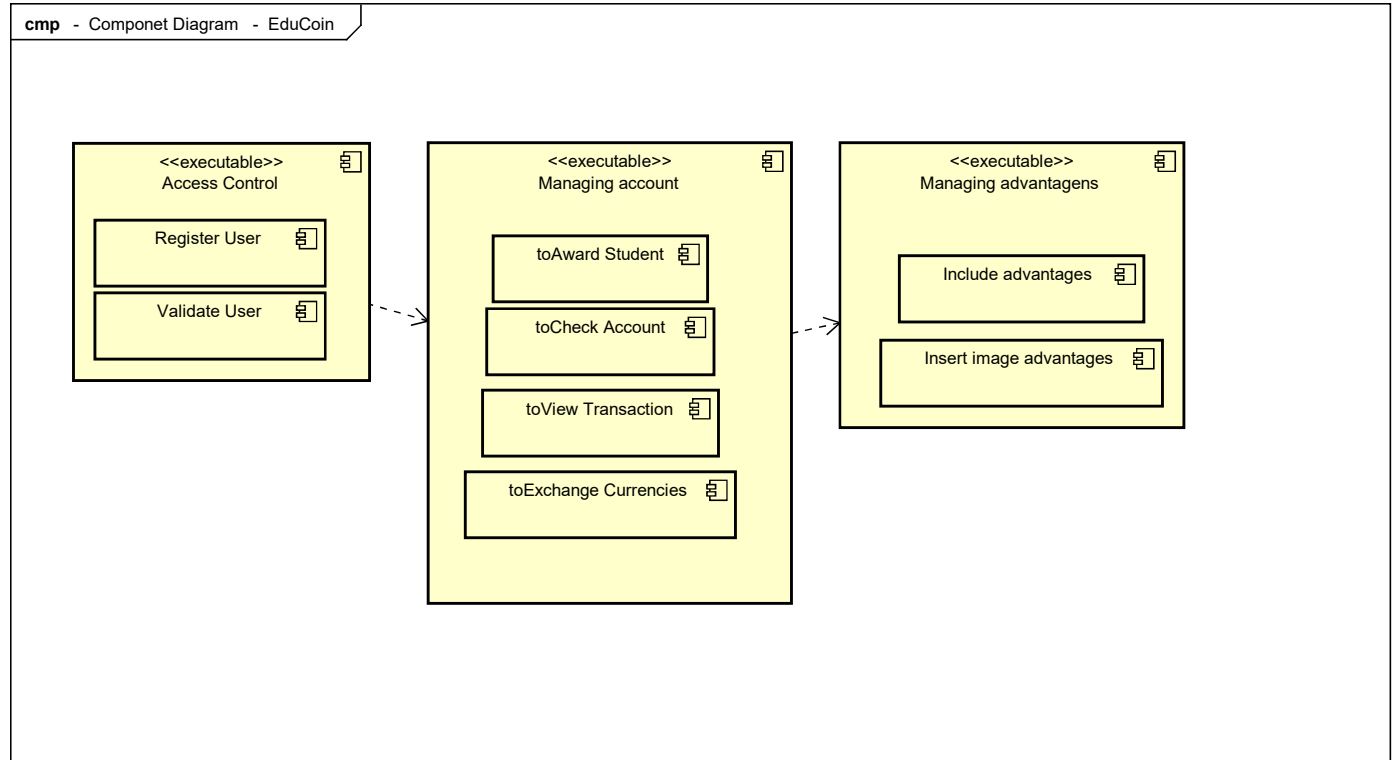 cmp - Componet Diagram - EduCoin
<<executable>>
Access Control
Register User
Validate User
<<executable>>
Managing account
toAward Student
toCheck Account
toView Transaction
toExchange Currencies
<<executable>>
Managing advantagens
Include advantages
Insert image advantages